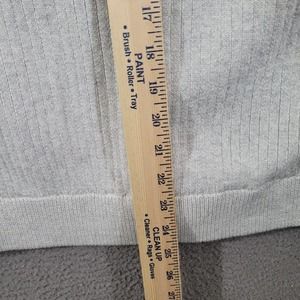 17
18
19
20
21
22
23
24
25
26
27
• Brush • Roller • Tray
PAINT
CLEAN UP
• Cleaner • Rags • Gloves